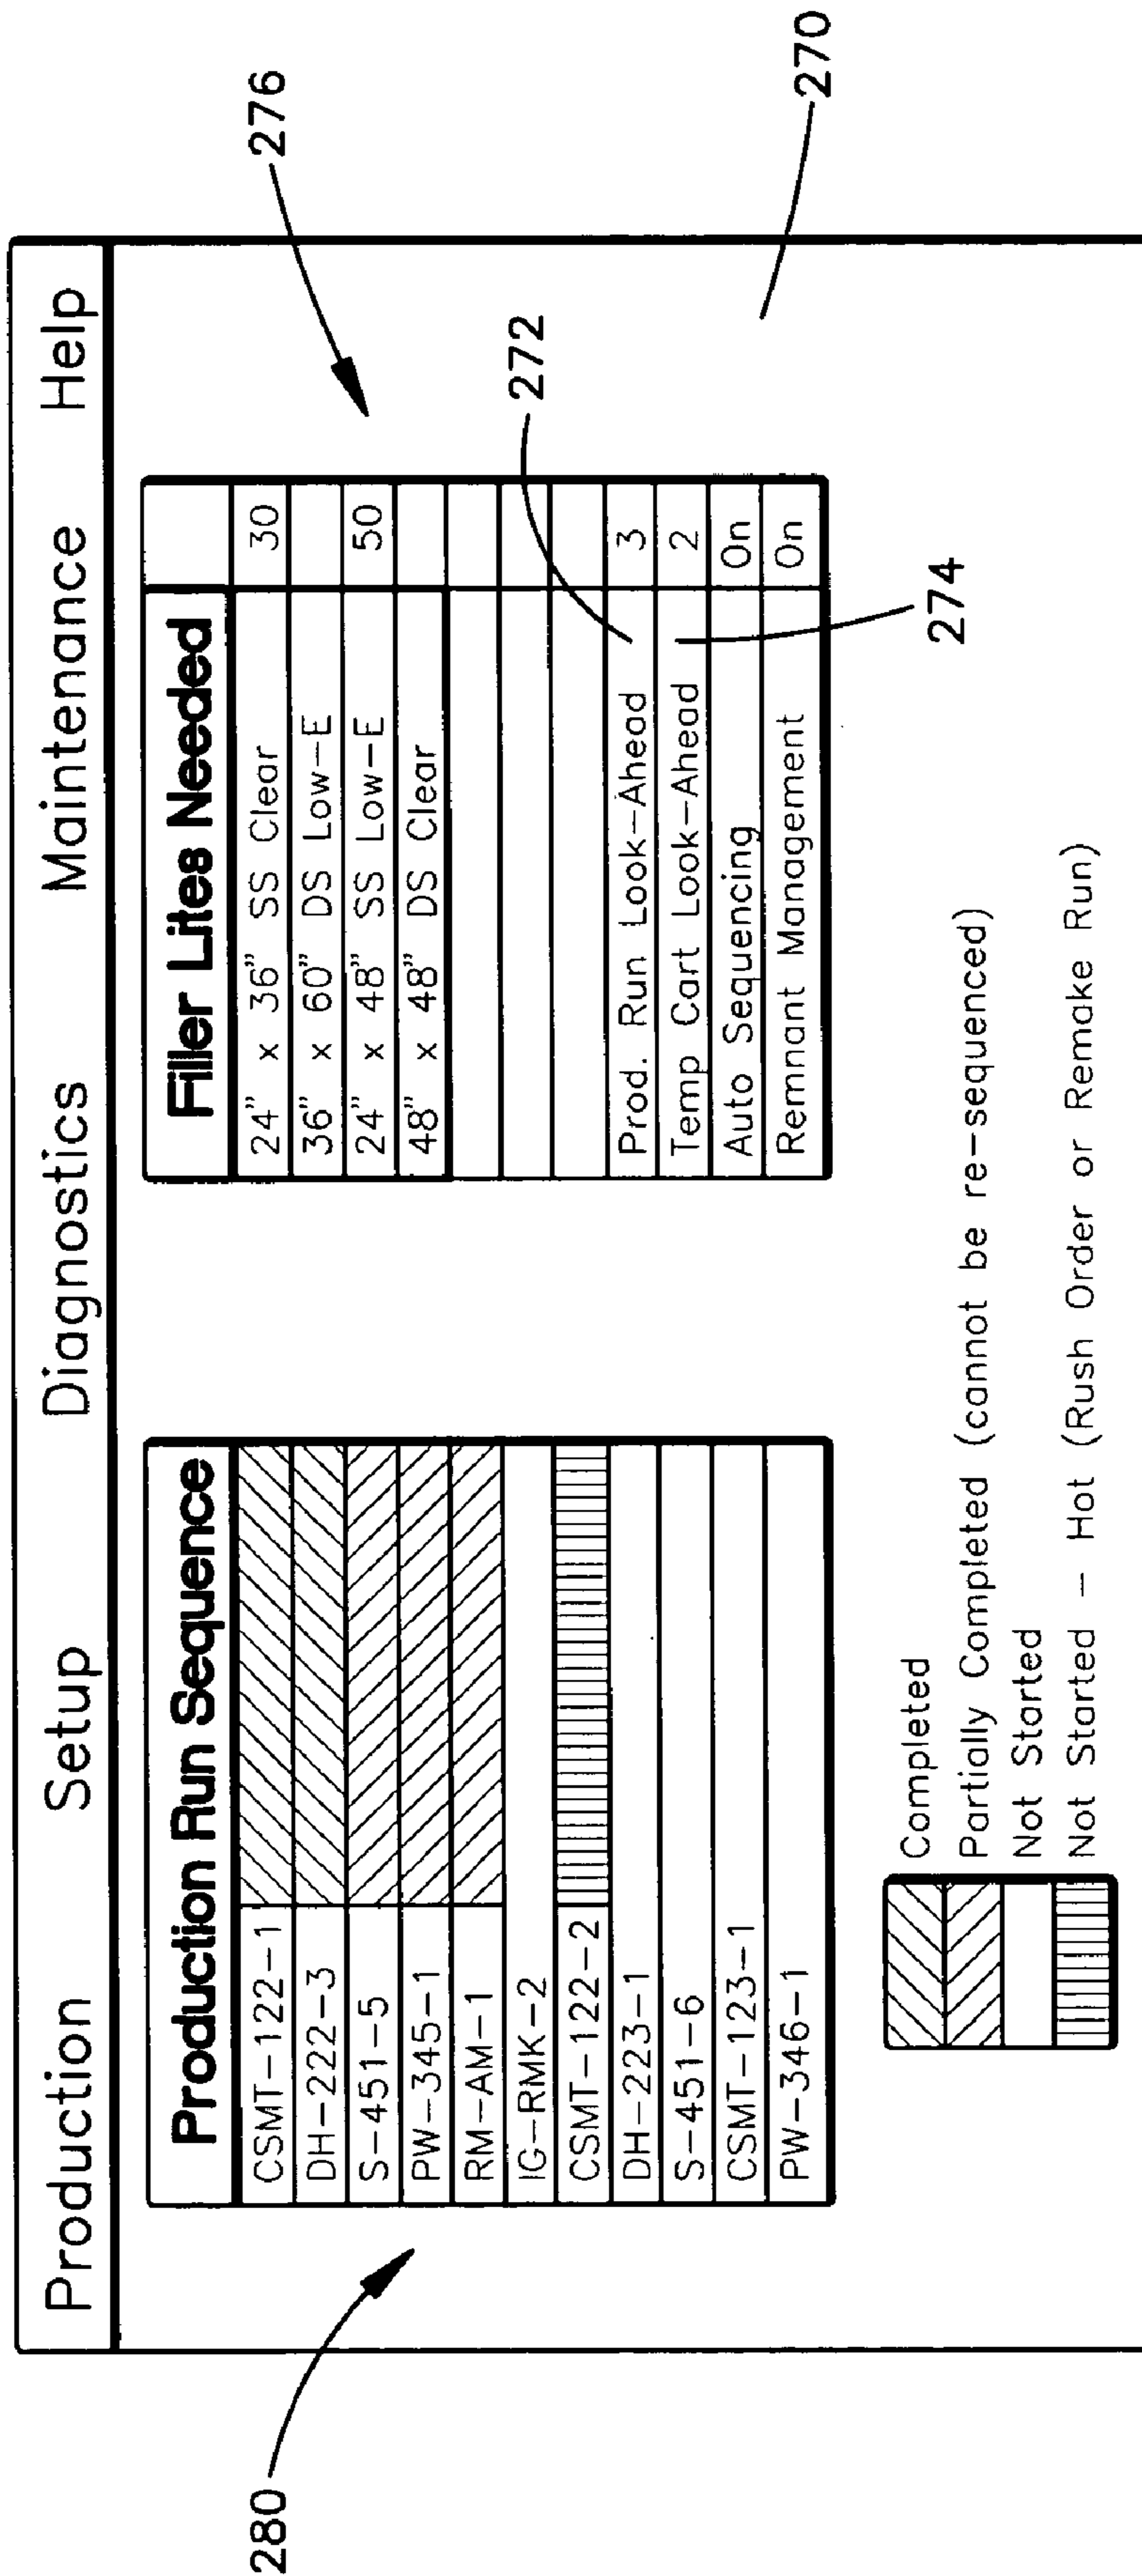 Production Setup Diagnostics Maintenance Help
Production Run Sequence
CSMT-122-1
DH-222-3
S-451-5
PW-345-1
RM-AM-1
IG-RMK-2
CSMT-122-2
DH-223-1
S-451-6
CSMT-123-1
PW-346-1
280
Filler Lites Needed
24" x 36" SS Clear 30
36" x 60" DS Low-E
24" x 48" SS Low-E 50
48" x 48" DS Clear
Prod. Run Look-Ahead 3
Temp Cart Look-Ahead 2
Auto Sequencing On
Remnant Management On
276
272
274
270
Completed
Partially Completed (cannot be re-sequenced)
Not Started
Not Started - Hot (Rush Order or Remake Run)